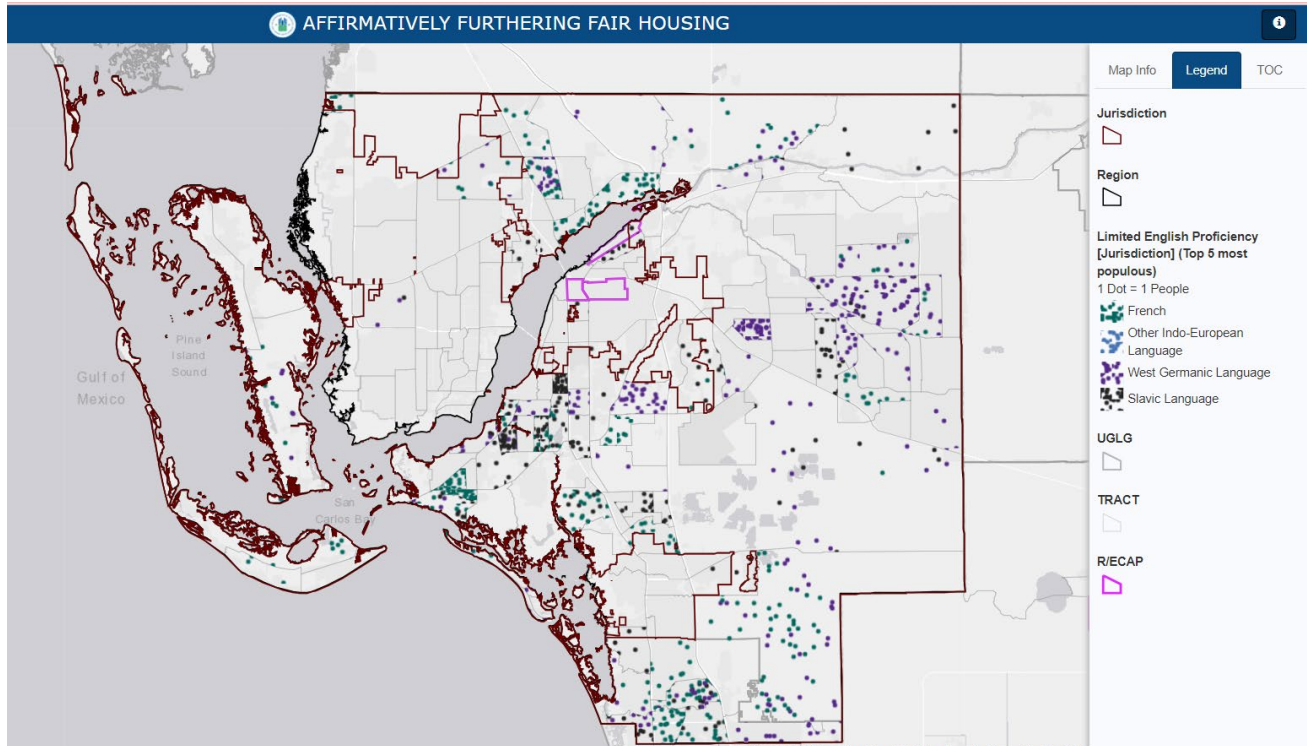 AFFIRMATIVELY FURTHERING FAIR HOUSING
Map Info
Legend
TOC
Jurisdiction
Region
Limited English Proficiency
[Jurisdiction] (Top 5 most
populous)
1 Dot = 1 People
French
Other Indo-European
Language
West Germanic Language
Slavic Language
UGLG
TRACT
R/ECAP
Pine
Island
Sound
Gulf of
Mexico
San
Carlos Bay